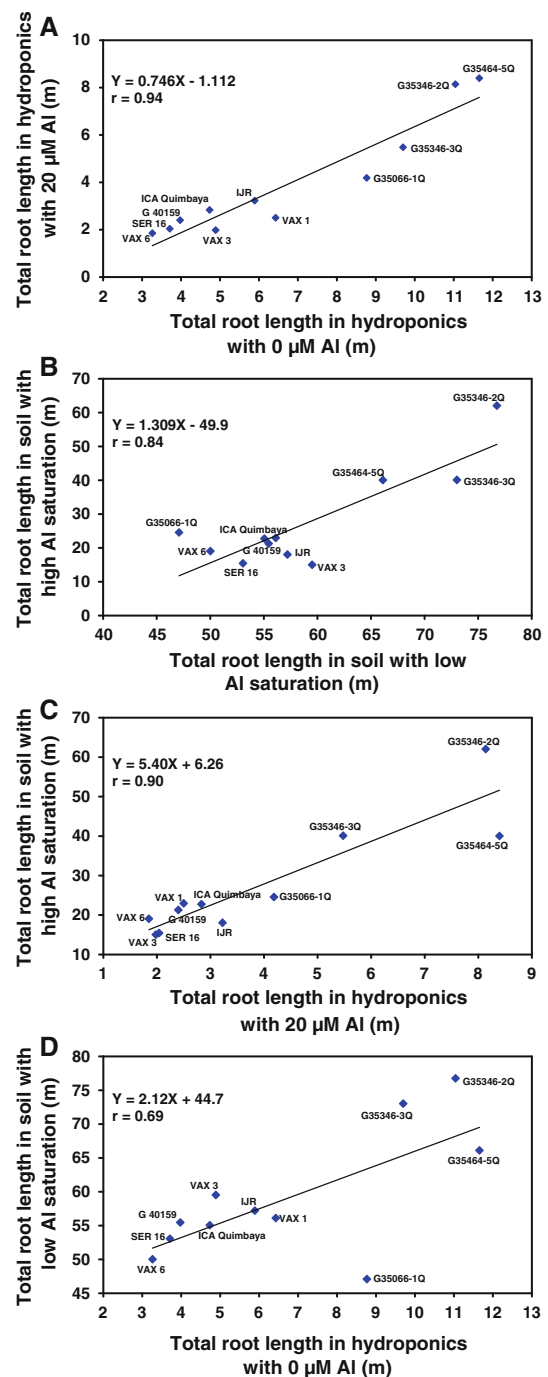 A
Total root length in hydroponics
with 20 µM Al (m)
10
8
6
4
2
0
Y = 0.746X - 1.112
r = 0.94
G35464-5Q
G35346-2Q
G35346-3Q
G35066-1Q
IJR
ICA Quimbaya
G 40159
SER 16
VAX 6
VAX 3
VAX 1
2 3 4 5 6 7 8 9 10 11 12 13
Total root length in hydroponics
with 0 µM Al (m)
B
Total root length in soil with
high Al saturation (m)
70
60
50
40
30
20
10
0
Y = 1.309X - 49.9
r = 0.84
G35346-2Q
G35464-5Q
G35346-3Q
G35066-1Q
ICA Quimbaya
VAX 6
G 40159
IJR
SER 16
VAX 3
40 45 50 55 60 65 70 75 80
Total root length in soil with low
Al saturation (m)
C
Total root length in soil with
high Al saturation (m)
70
60
50
40
30
20
10
Y = 5.40X + 6.26
r = 0.90
G35346-2Q
G35346-3Q
G35464-5Q
VAX 1
ICA Quimbaya
G35066-1Q
VAX 6
G 40159
VAX 3
SER 16
IJR
1 2 3 4 5 6 7 8 9
Total root length in hydroponics
with 20 µM Al (m)
D
Total root length in soil with
low Al saturation (m)
80
75
70
65
60
55
50
45
Y = 2.12X + 44.7
r = 0.69
G35346-2Q
G35346-3Q
G35464-5Q
VAX 3
IJR
G 40159
VAX 1
SER 16
ICA Quimbaya
VAX 6
G35066-1Q
2 3 4 5 6 7 8 9 10 11 12 13
Total root length in hydroponics
with 0 µM Al (m)